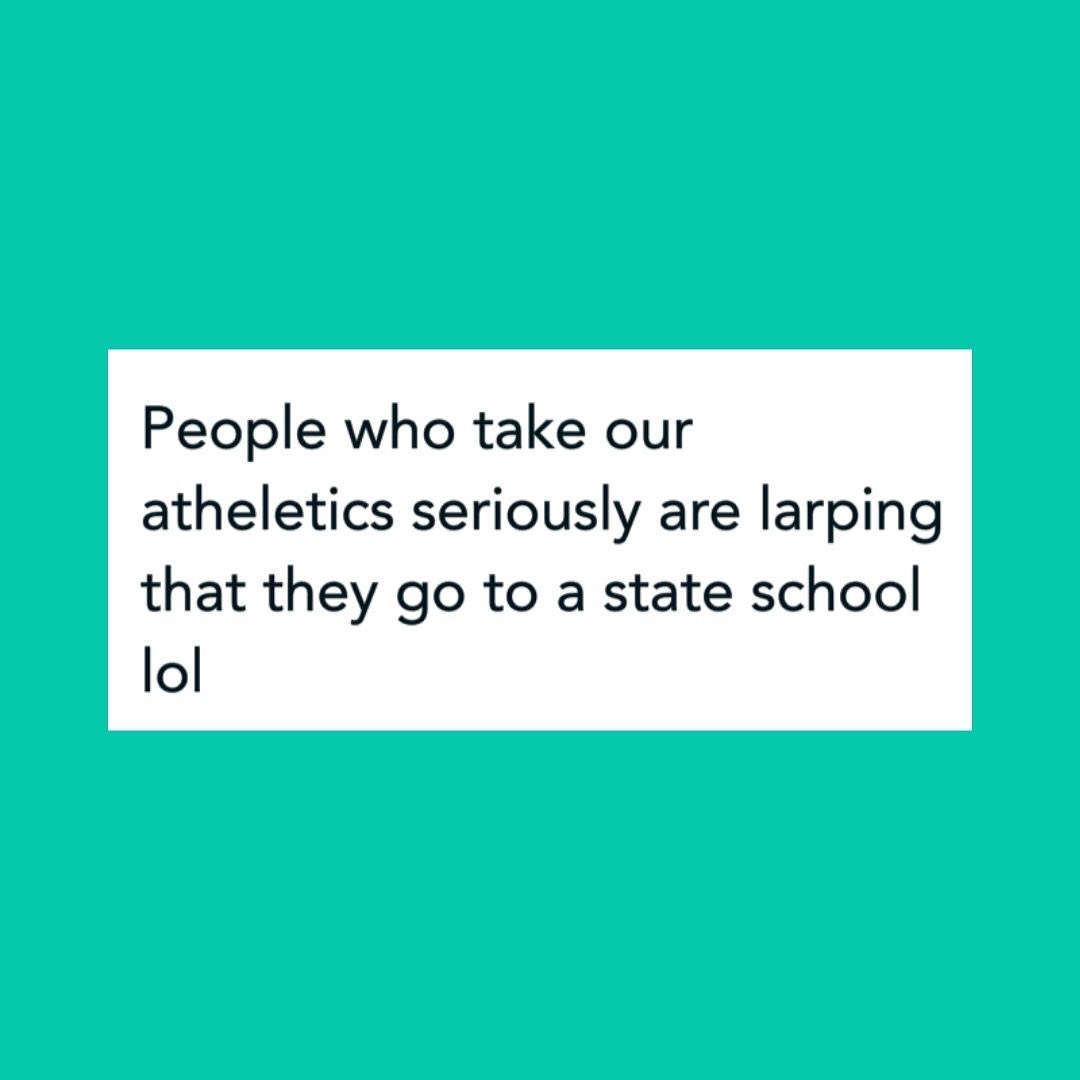 People who take our
atheletics seriously are larping
that they go to a state school
lol